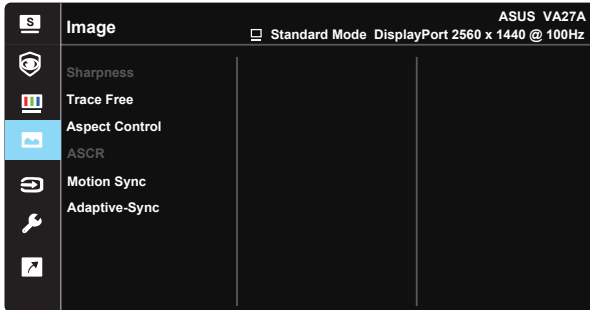 S
Image
ASUS VA27A
Standard Mode DisplayPort 2560 x 1440 @ 100Hz
Sharpness
Trace Free
Aspect Control
ASCR
Motion Sync
Adaptive-Sync